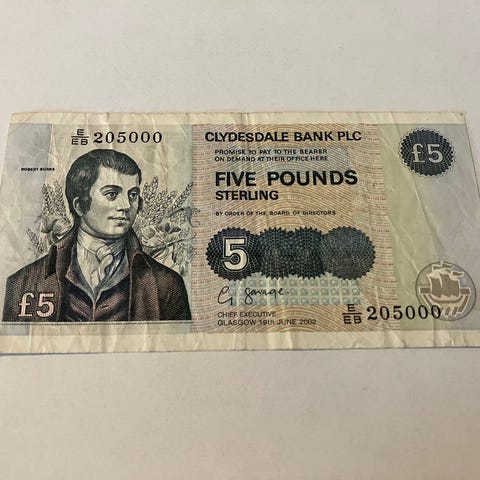 E/EB 205000
CLYDESDALE BANK PLC
PROMISE TO PAY TO THE BEARER
ON DEMAND AT THEIR OFFICE HERE
£5
ROBERT BURNS
FIVE POUNDS
STERLING
BY ORDER OF THE BOARD OF DIRECTORS
5
£5
Savage
CHIEF EXECUTIVE
GLASGOW 19th JUNE 2002
E/EB 205000